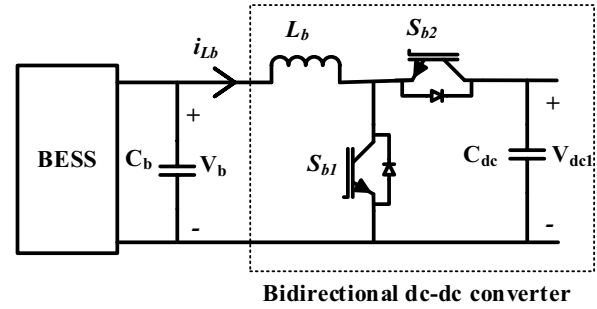 i_Lb
L_b
S_b2
+
+
BESS
C_b
V_b
S_b1
C_dc
V_dc1
-
-
Bidirectional dc-dc converter